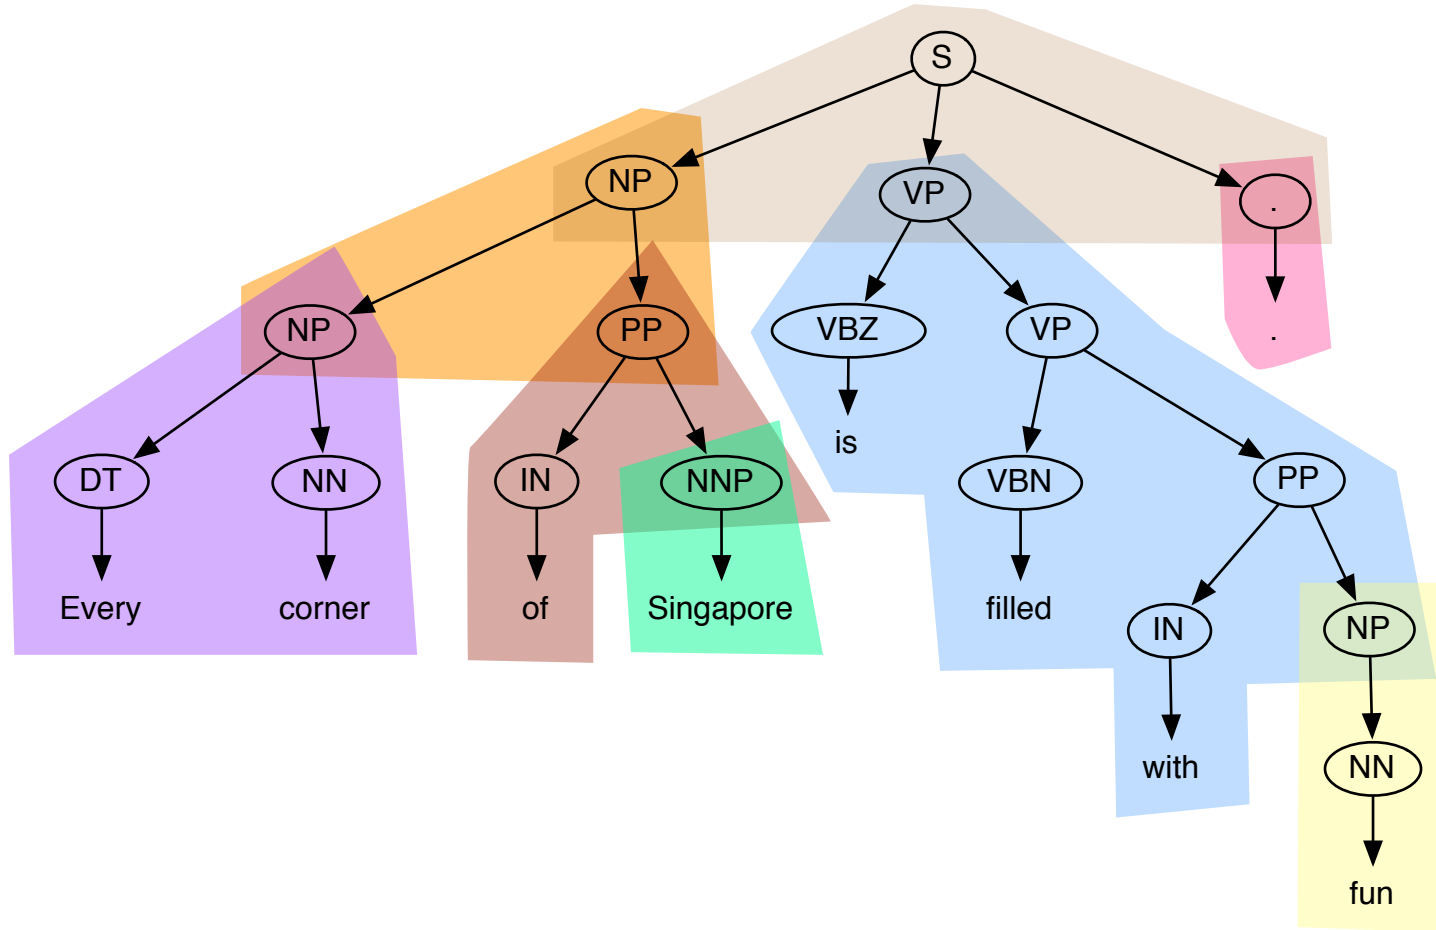 S
NP VP .
NP PP VBZ VP .
is
DT NN IN NNP VBN PP
Every corner of Singapore filled
IN NP
with NN
fun